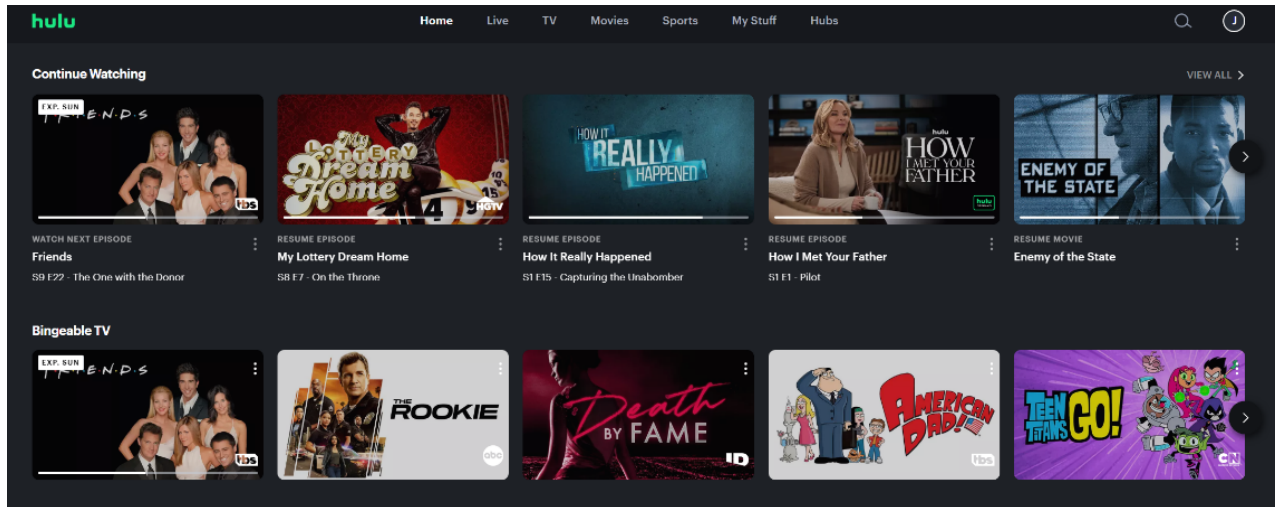 hulu
Home Live TV Movies Sports My Stuff Hubs
J
Continue Watching
VIEW ALL
EXP. SUN
F·R·I·E·N·D·S
tbs
My
LOTTERY
Dream
Home
10
15
4
9
HGTV
HOW IT
REALLY
HAPPENED
hulu
HOW
I MET YOUR
FATHER
hulu
ENEMY OF
THE STATE
WATCH NEXT EPISODE
Friends
S9 E22 - The One with the Donor
RESUME EPISODE
My Lottery Dream Home
S8 E7 - On the Throne
RESUME EPISODE
How It Really Happened
S1 E15 - Capturing the Unabomber
RESUME EPISODE
How I Met Your Father
S1 E1 - Pilot
RESUME MOVIE
Enemy of the State
Bingeable TV
EXP. SUN
F·R·I·E·N·D·S
tbs
THE
ROOKIE
abc
Death
BY FAME
ID
AMERICAN
DAD!
tbs
TEEN
TITANS
GO!
CN